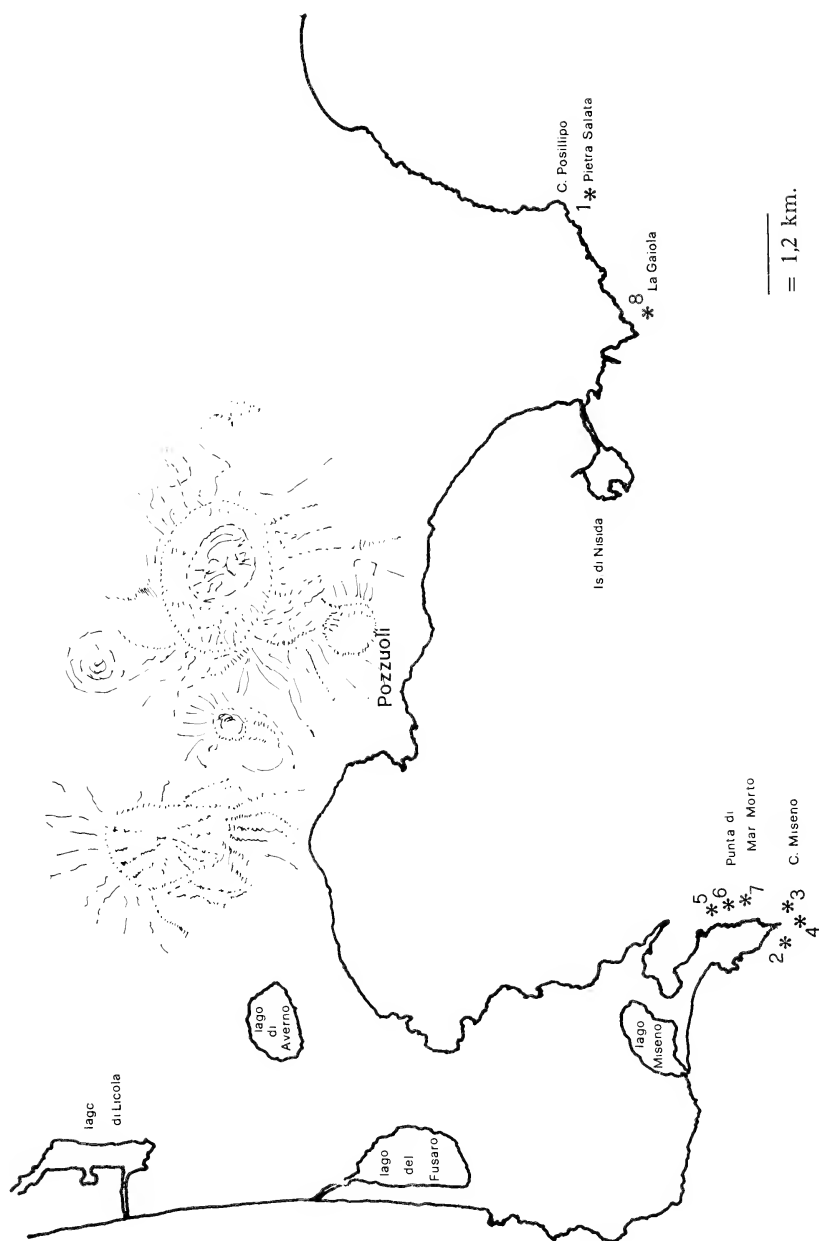 lagc
di Licola
lago
di
Averno
lago
del
Fusaro
lago
Miseno
Pozzuoli
Is di Nisida
C. Posillipo
1 * Pietra Salata
* 8
La Gaiola
Punta di
Mar Morto
C. Miseno
5 *
6 *
7 *
2 *
* 3
4 *
= 1,2 km.